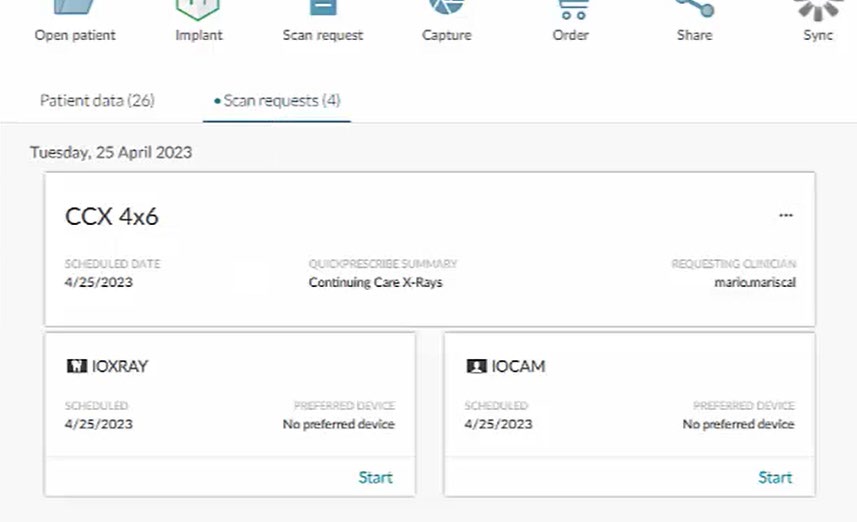 Open patient Implant Scan request Capture Order Share Sync
Patient data (26) Scan requests (4)
Tuesday, 25 April 2023
CCX 4x6 ...
SCHEDULED DATE QUICKPRESCRIBE SUMMARY REQUESTING CLINICIAN
4/25/2023 Continuing Care X-Rays mario.mariscal
IOXRAY IOCAM
SCHEDULED PREFERRED DEVICE SCHEDULED PREFERRED DEVICE
4/25/2023 No preferred device 4/25/2023 No preferred device
Start Start